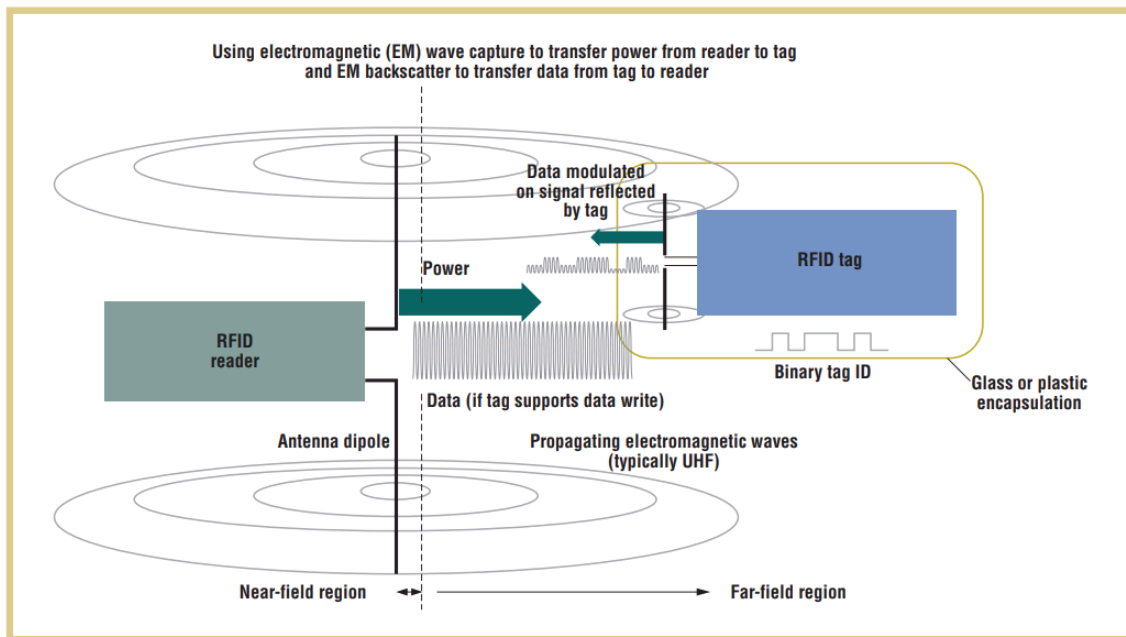 Using electromagnetic (EM) wave capture to transfer power from reader to tag
and EM backscatter to transfer data from tag to reader
Data modulated
on signal reflected
by tag
Power
RFID tag
RFID
reader
Binary tag ID
Glass or plastic
encapsulation
Data (if tag supports data write)
Antenna dipole
Propagating electromagnetic waves
(typically UHF)
Near-field region
Far-field region